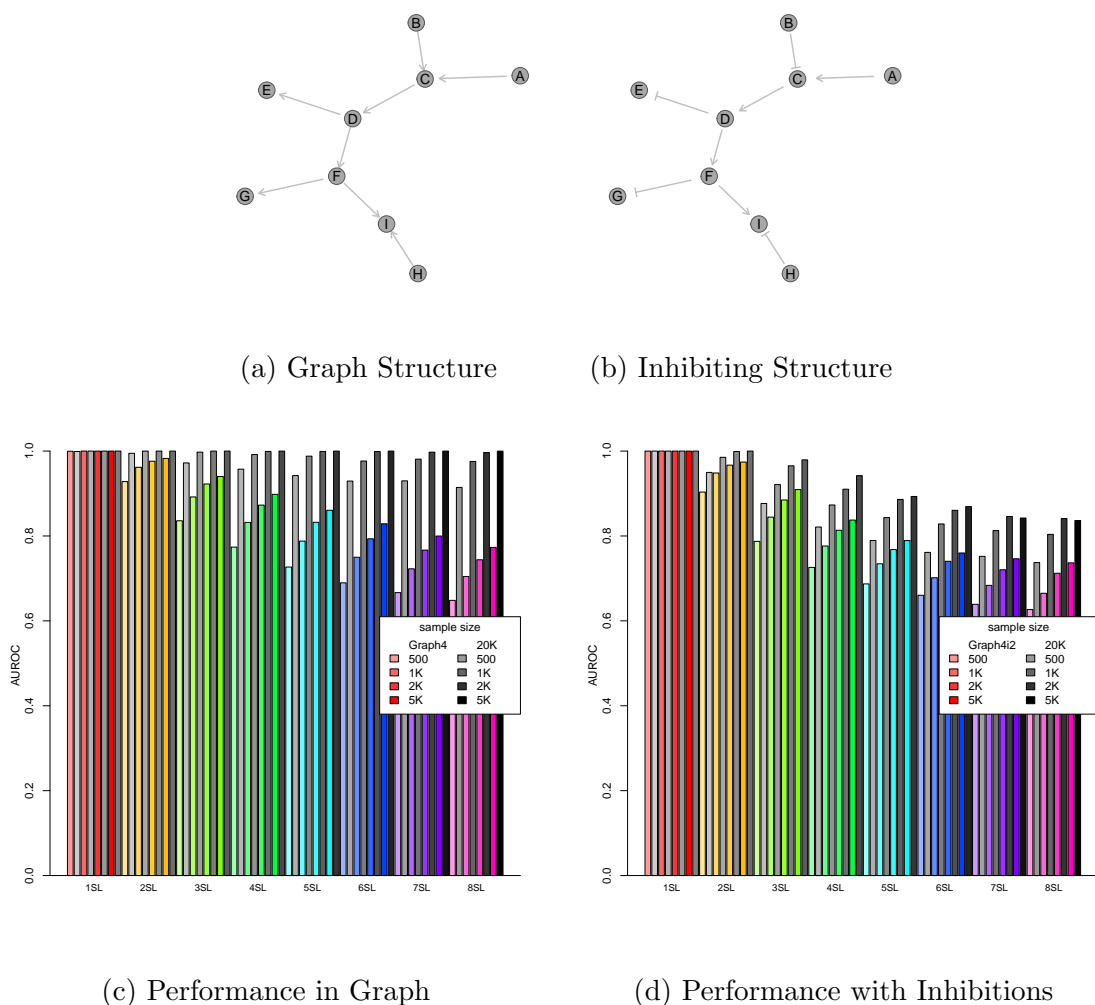 B
C
A
E
D
F
G
I
H
B
C
A
E
D
F
G
I
H
(a) Graph Structure
(b) Inhibiting Structure
AUROC
0.0
0.2
0.4
0.6
0.8
1.0
1SL 2SL 3SL 4SL 5SL 6SL 7SL 8SL
sample size
Graph4 20K
500 500
1K 1K
2K 2K
5K 5K
AUROC
0.0
0.2
0.4
0.6
0.8
1.0
1SL 2SL 3SL 4SL 5SL 6SL 7SL 8SL
sample size
Graph4i2 20K
500 500
1K 1K
2K 2K
5K 5K
(c) Performance in Graph
(d) Performance with Inhibitions